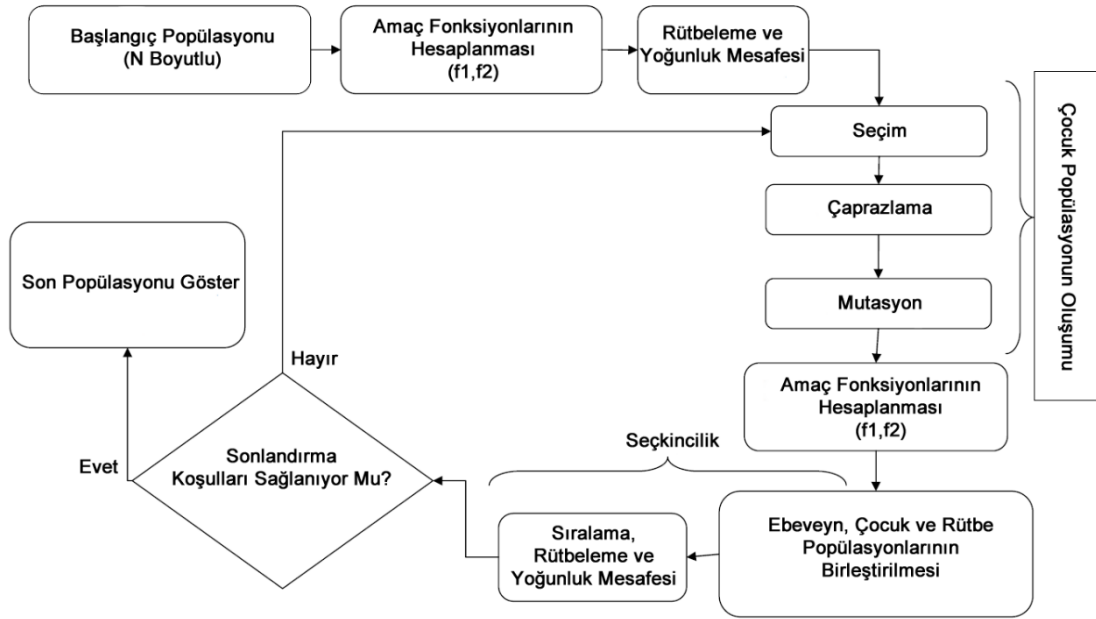 Başlangıç Popülasyonu
(N Boyutlu)
Amaç Fonksiyonlarının
Hesaplanması
(f1,f2)
Rütbeleme ve
Yoğunluk Mesafesi
Seçim
Çaprazlama
Mutasyon
Çocuk Popülasyonun Oluşumu
Amaç Fonksiyonlarının
Hesaplanması
(f1,f2)
Seçkincilik
Ebeveyn, Çocuk ve Rütbe
Popülasyonlarının
Birleştirilmesi
Sıralama,
Rütbeleme ve
Yoğunluk Mesafesi
Sonlandırma
Koşulları Sağlanıyor Mu?
Hayır
Evet
Son Popülasyonu Göster